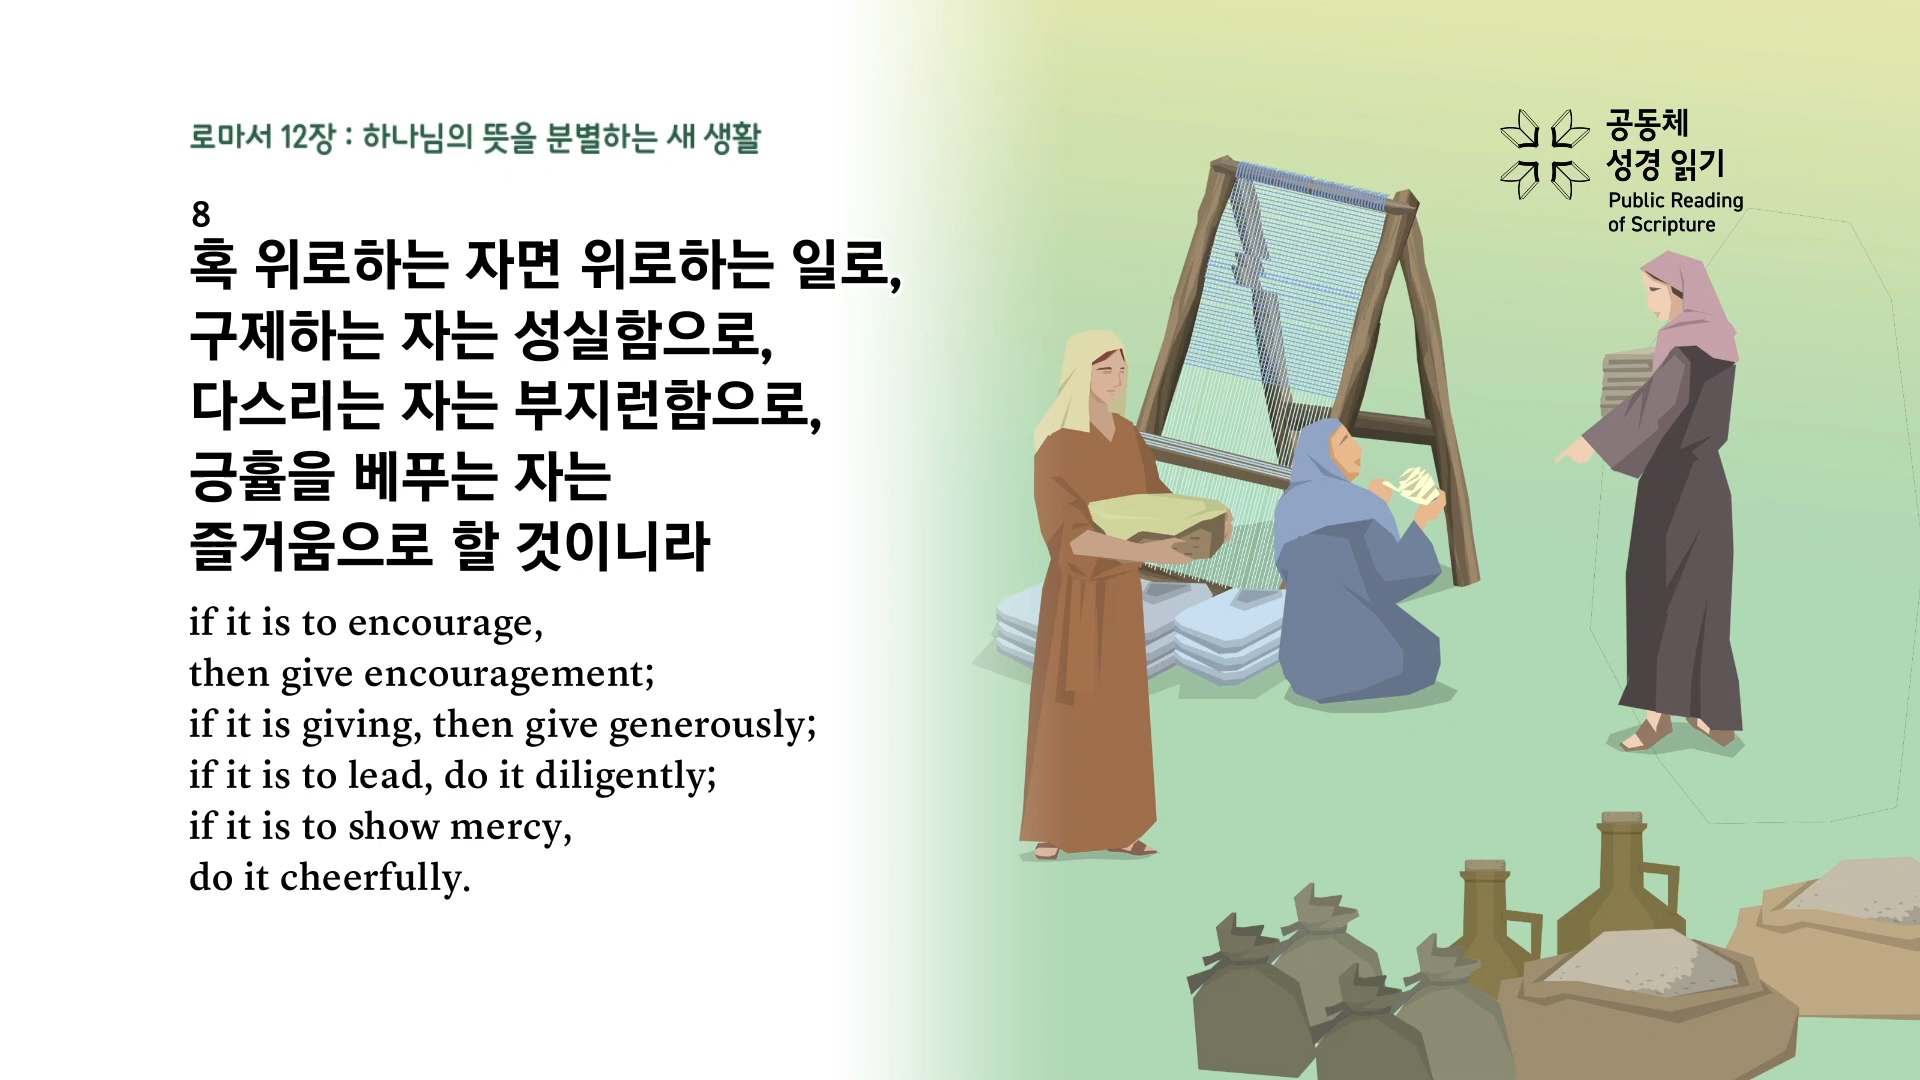 로마서 12장 : 하나님의 뜻을 분별하는 새 생활
공동체
성경 읽기
Public Reading
of Scripture
8
혹 위로하는 자면 위로하는 일로,
구제하는 자는 성실함으로,
다스리는 자는 부지런함으로,
긍휼을 베푸는 자는
즐거움으로 할 것이니라
if it is to encourage,
then give encouragement;
if it is giving, then give generously;
if it is to lead, do it diligently;
if it is to show mercy,
do it cheerfully.